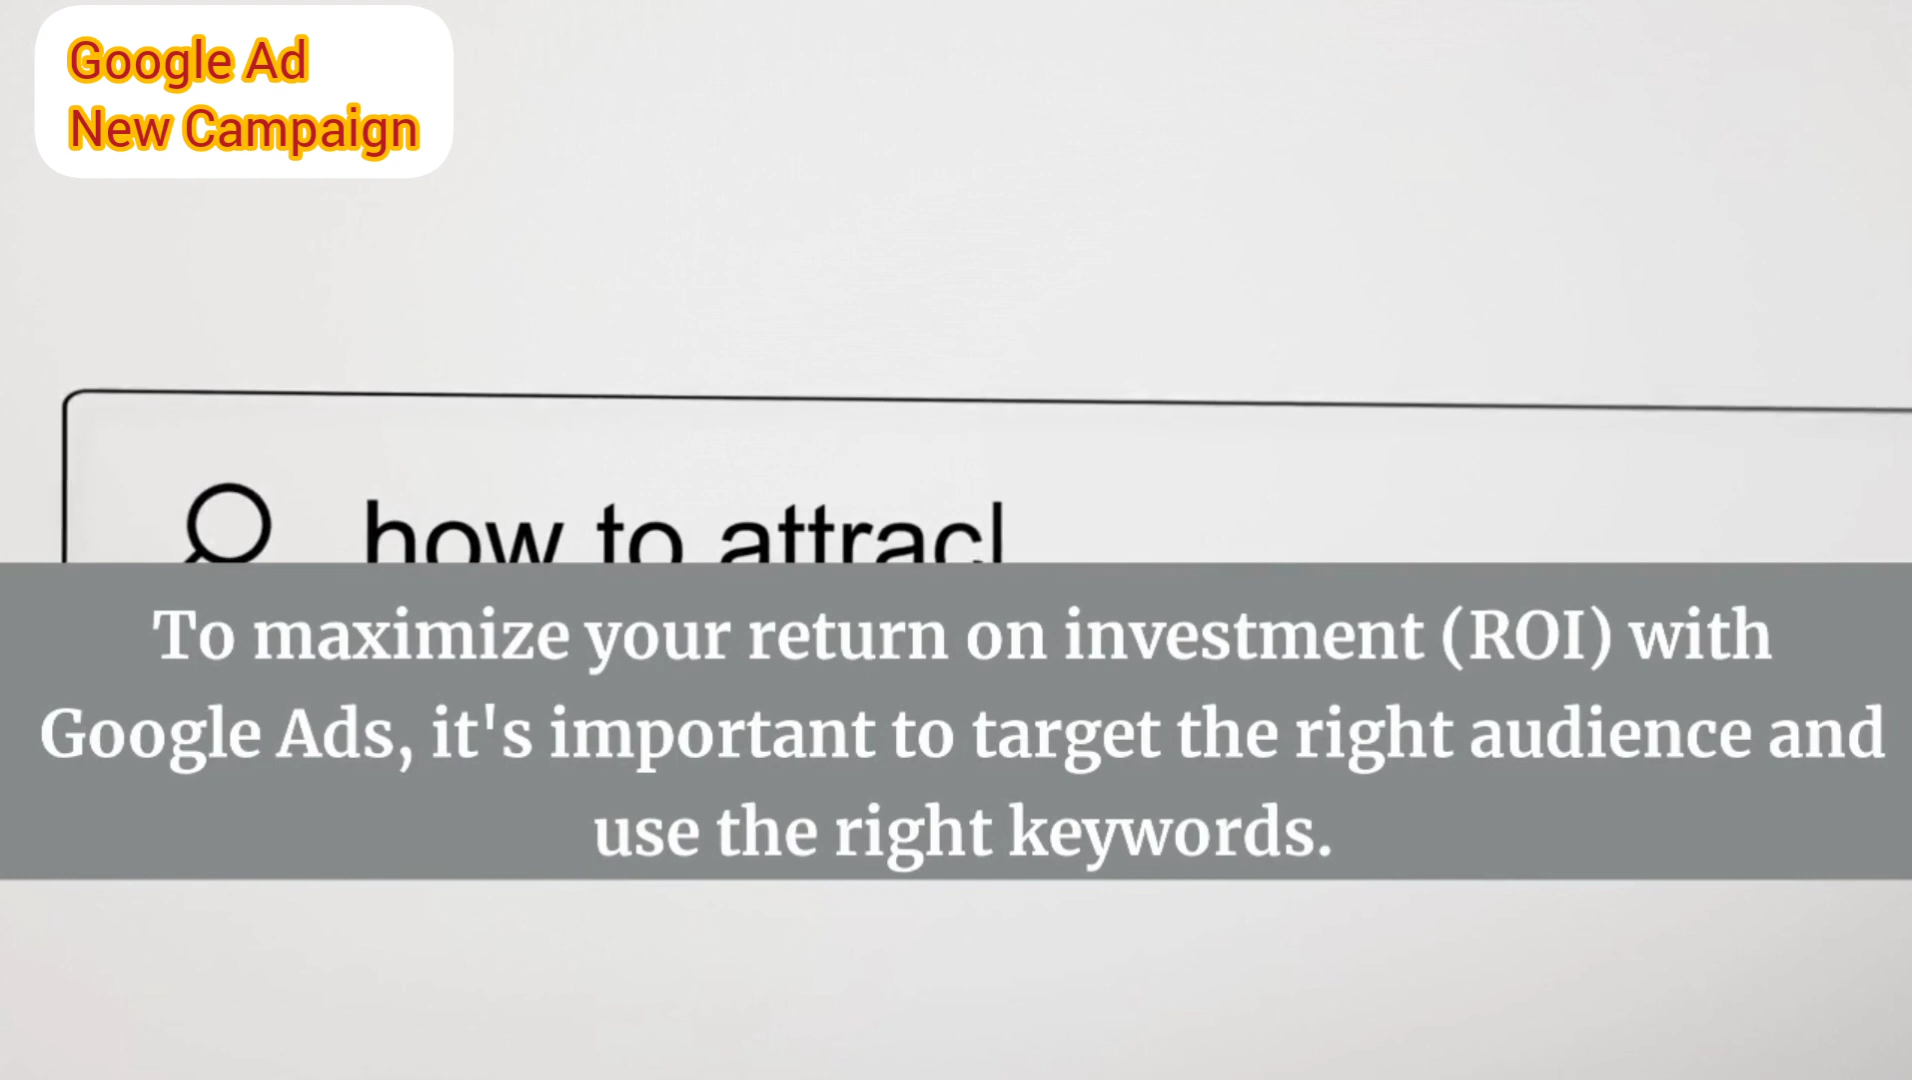 Google Ad
New Campaign
how to attrac
To maximize your return on investment (ROI) with
Google Ads, it's important to target the right audience and
use the right keywords.